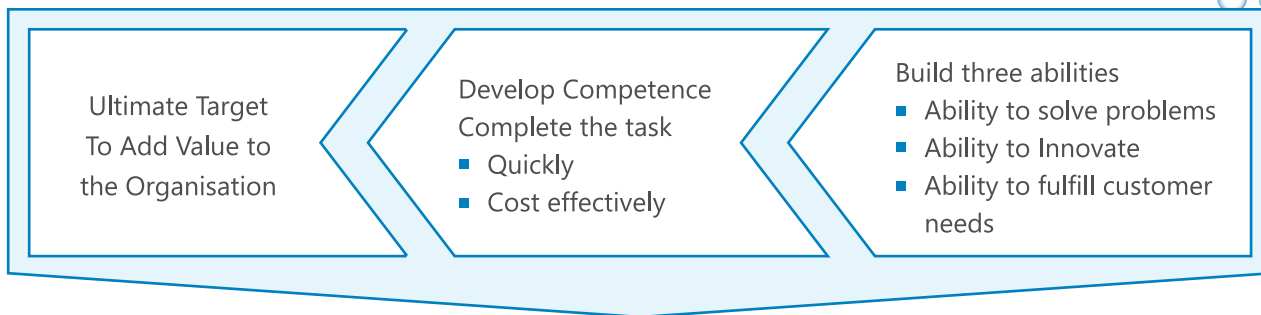 Ultimate Target
To Add Value to
the Organisation
Develop Competence
Complete the task
■ Quickly
■ Cost effectively
Build three abilities
■ Ability to solve problems
■ Ability to Innovate
■ Ability to fulfill customer
needs